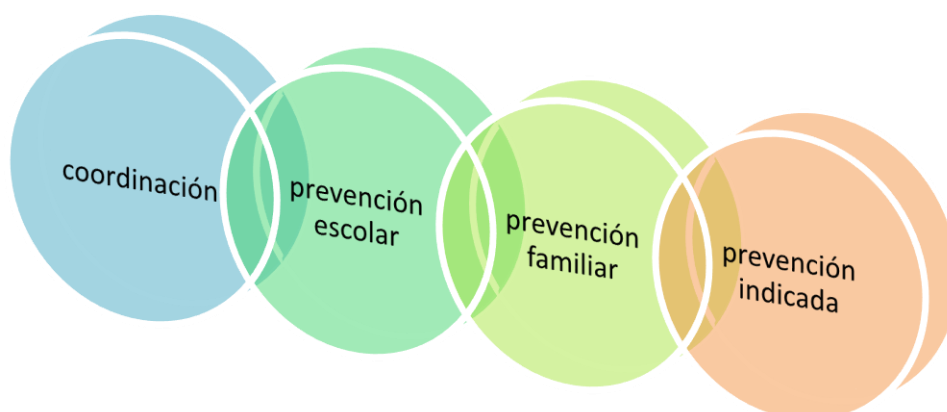 coordinación
prevención
escolar
prevención
familiar
prevención
indicada